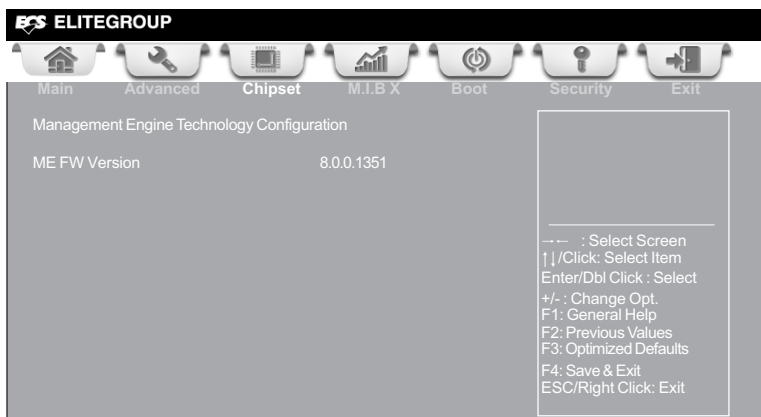 ECS ELITEGROUP
Main Advanced Chipset M.I.B X Boot Security Exit
Management Engine Technology Configuration
ME FW Version 8.0.0.1351
→← : Select Screen
↑↓/Click: Select Item
Enter/Dbl Click : Select
+/- : Change Opt.
F1: General Help
F2: Previous Values
F3: Optimized Defaults
F4: Save & Exit
ESC/Right Click: Exit